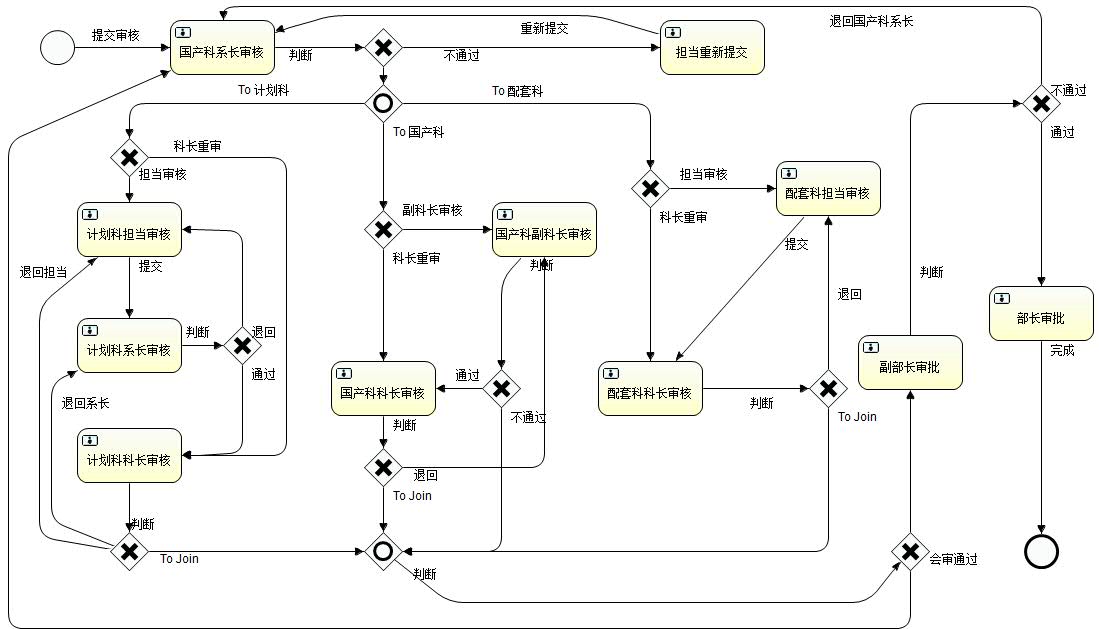 退回国产科系长
提交审核
重新提交
国产科系长审核
判断
不通过
担当重新提交
To 计划科
To 配套科
不通过
To 国产科
通过
科长重审
担当审核
担当审核
配套科担当审核
副科长审核
科长重审
计划科担当审核
国产科副科长审核
提交
科长重审
判断
退回担当
提交
判断
退回
部长审批
计划科系长审核
判断
退回
完成
副部长审批
通过
通过
国产科科长审核
配套科科长审核
退回系长
判断
不通过
To Join
判断
计划科科长审核
退回
To Join
判断
To Join
会审通过
判断